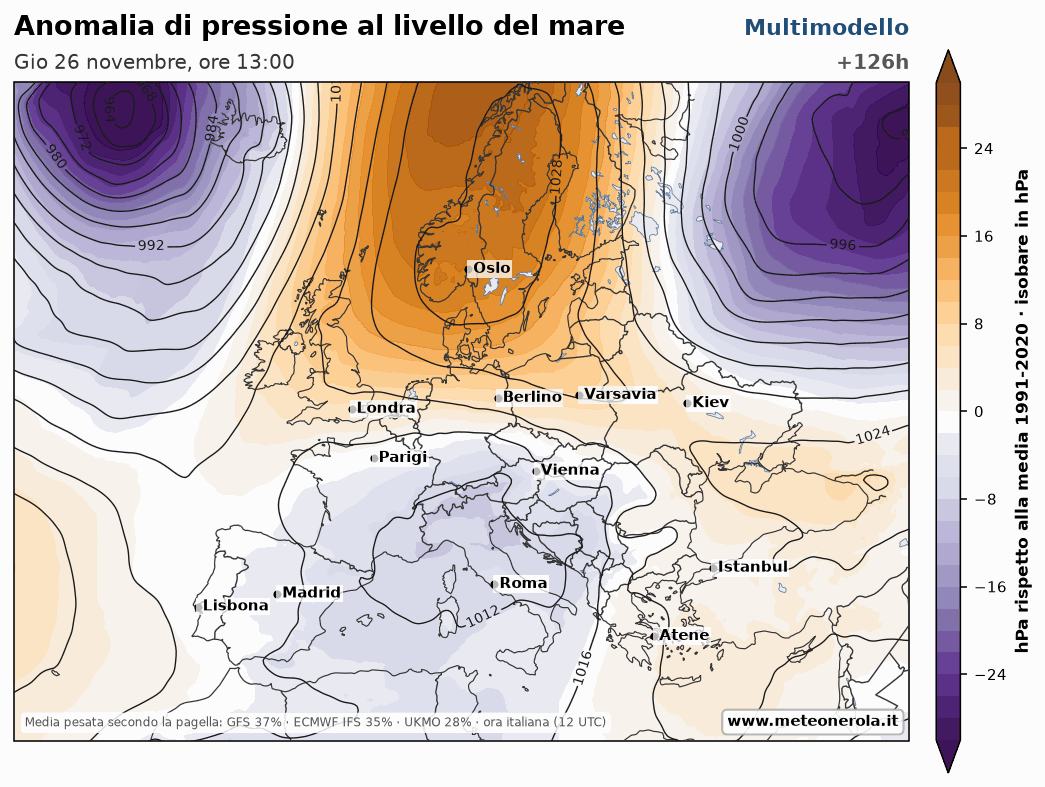 Anomalia di pressione al livello del mare
Multimodello
Gio 26 novembre, ore 13:00
+126h
968
964
972
984
980
992
10
1028
1000
996
Oslo
Londra
Berlino
Varsavia
Kiev
Parigi
Vienna
1024
Lisbona
Madrid
Roma
Istanbul
Atene
1012
1016
24
16
8
0
−8
−16
−24
hPa rispetto alla media 1991-2020 · isobare in hPa
Media pesata secondo la pagella: GFS 37% · ECMWF IFS 35% · UKMO 28% · ora italiana (12 UTC)
www.meteonerola.it